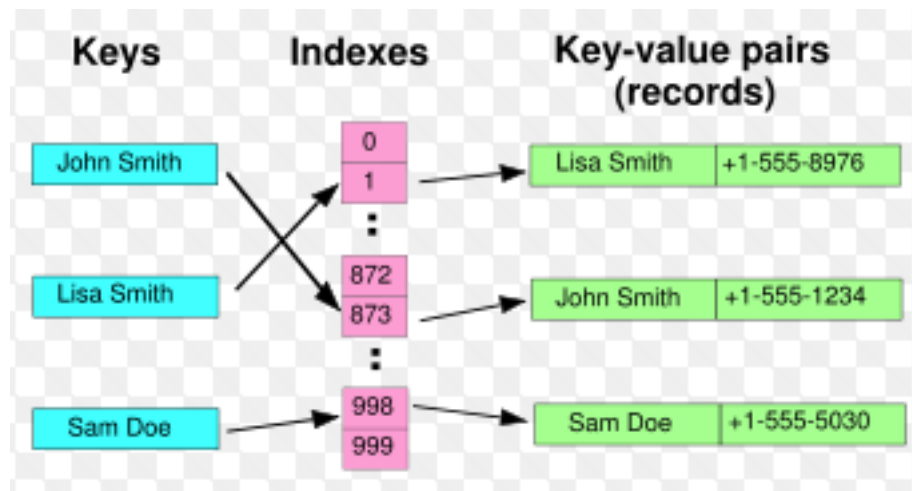 Keys
Indexes
Key-value pairs
(records)
John Smith
Lisa Smith
Sam Doe
0
1
:
872
873
:
998
999
Lisa Smith +1-555-8976
John Smith +1-555-1234
Sam Doe +1-555-5030